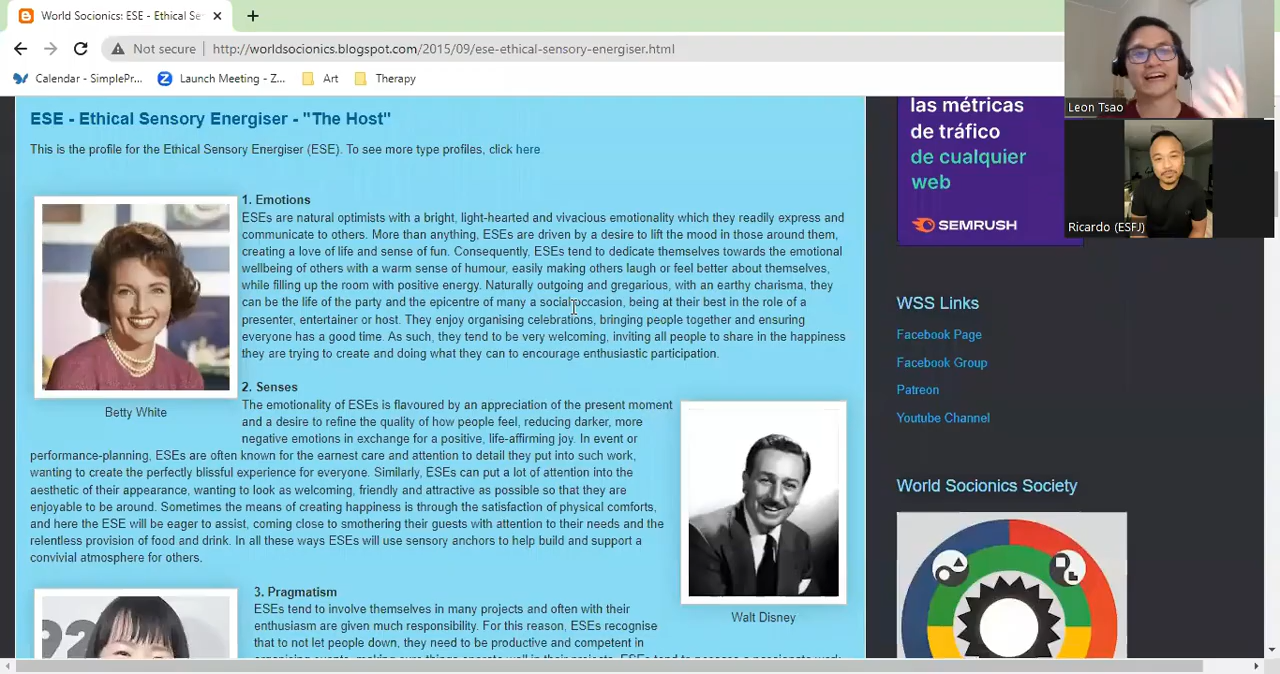 World Socionics: ESE - Ethical Se
Not secure
http://worldsocionics.blogspot.com/2015/09/ese-ethical-sensory-energiser.html
Calendar - SimplePr...
Launch Meeting - Z...
Art
Therapy
Leon Tsao
Ricardo (ESFJ)
ESE - Ethical Sensory Energiser - "The Host"
This is the profile for the Ethical Sensory Energiser (ESE). To see more type profiles, click here
1. Emotions
ESEs are natural optimists with a bright, light-hearted and vivacious emotionality which they readily express and
communicate to others. More than anything, ESEs are driven by a desire to lift the mood in those around them,
creating a love of life and sense of fun. Consequently, ESEs tend to dedicate themselves towards the emotional
wellbeing of others with a warm sense of humour, easily making others laugh or feel better about themselves,
while filling up the room with positive energy. Naturally outgoing and gregarious, with an earthy charisma, they
can be the life of the party and the epicentre of many a social occasion, being at their best in the role of a
presenter, entertainer or host. They enjoy organising celebrations, bringing people together and ensuring
everyone has a good time. As such, they tend to be very welcoming, inviting all people to share in the happiness
they are trying to create and doing what they can to encourage enthusiastic participation.
Betty White
2. Senses
The emotionality of ESEs is flavoured by an appreciation of the present moment
and a desire to refine the quality of how people feel, reducing darker, more
negative emotions in exchange for a positive, life-affirming joy. In event or
performance-planning, ESEs are often known for the earnest care and attention to detail they put into such work,
wanting to create the perfectly blissful experience for everyone. Similarly, ESEs can put a lot of attention into the
aesthetic of their appearance, wanting to look as welcoming, friendly and attractive as possible so that they are
enjoyable to be around. Sometimes the means of creating happiness is through the satisfaction of physical comforts,
and here the ESE will be eager to assist, coming close to smothering their guests with attention to their needs and the
relentless provision of food and drink. In all these ways ESEs will use sensory anchors to help build and support a
convivial atmosphere for others.
Walt Disney
3. Pragmatism
ESEs tend to involve themselves in many projects and often with their
enthusiasm are given much responsibility. For this reason, ESEs recognise
that to not let people down, they need to be productive and competent in
92
las métricas
de tráfico
de cualquier
web
SEMRUSH
WSS Links
Facebook Page
Facebook Group
Patreon
Youtube Channel
World Socionics Society